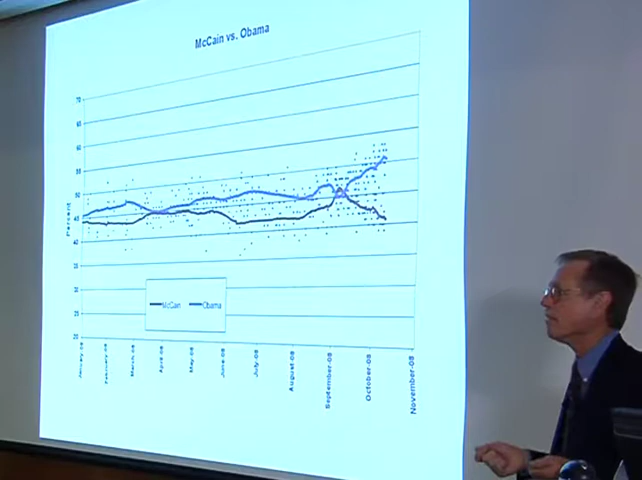 McCain vs. Obama
70
65
60
55
50
45
40
35
30
25
20
Percent
McCain Obama
January-08
February-08
March-08
April-08
May-08
June-08
July-08
August-08
September-08
October-08
November-08